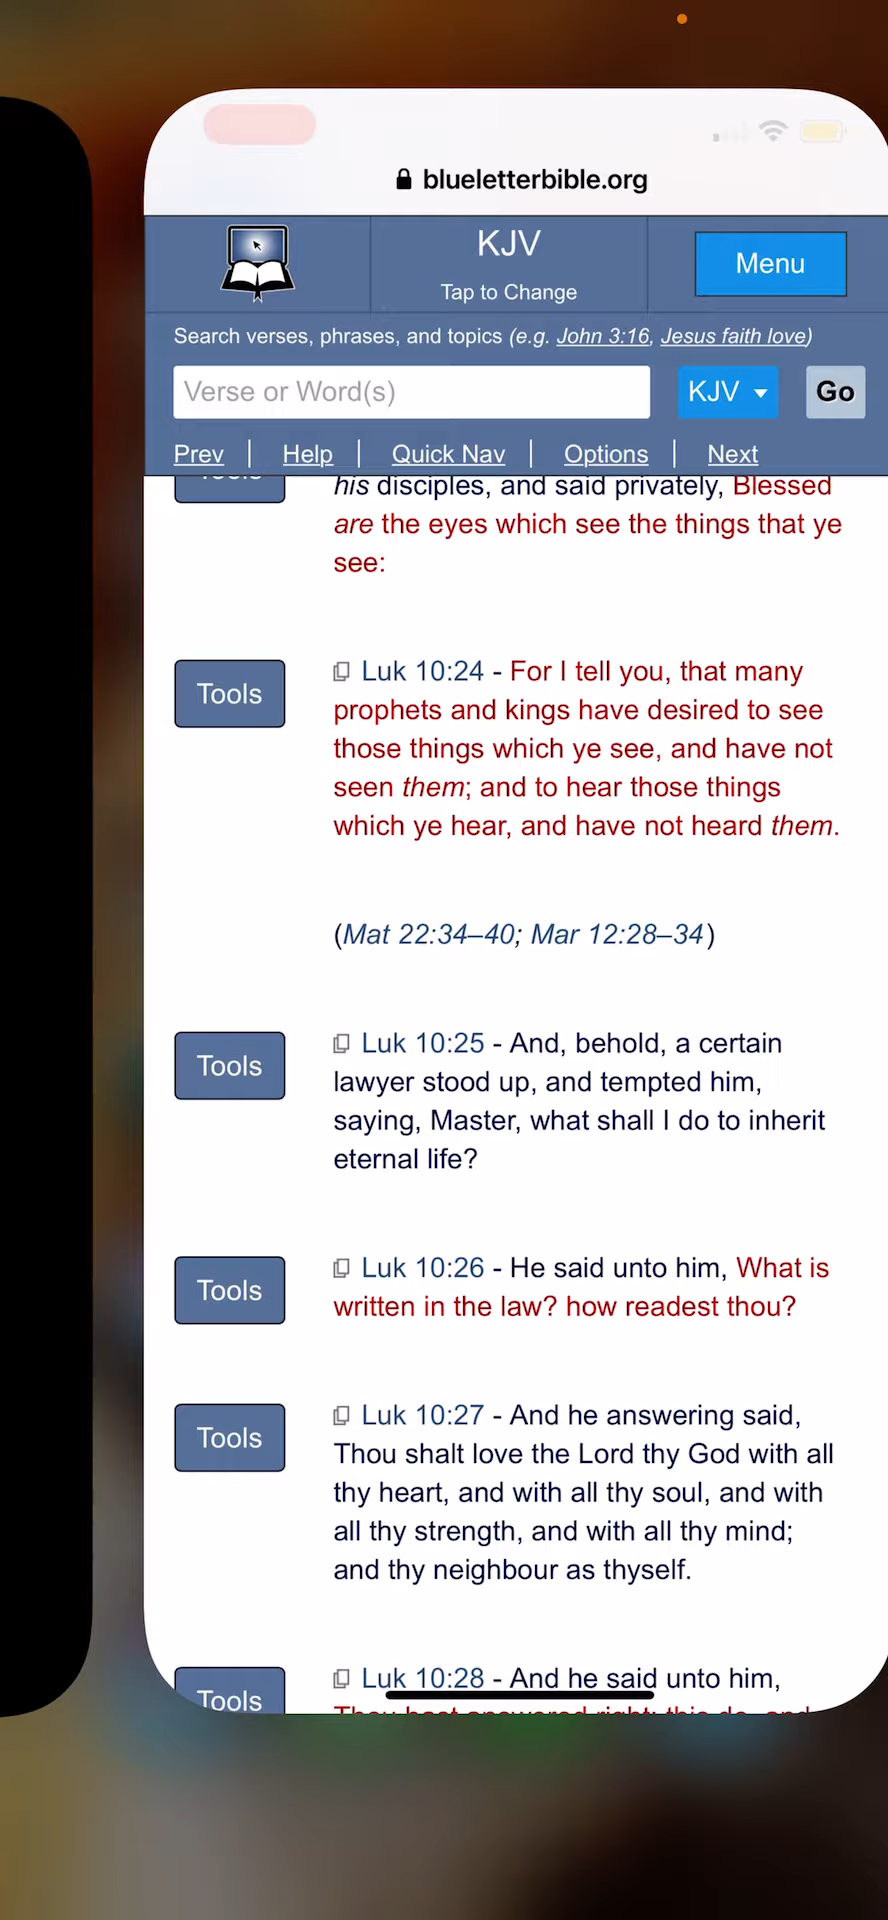 blueletterbible.org
KJV
Tap to Change
Menu
Search verses, phrases, and topics (e.g. John 3:16, Jesus faith love)
Verse or Word(s)
KJV
Go
Prev | Help | Quick Nav | Options | Next
Tools
his disciples, and said privately, Blessed
are the eyes which see the things that ye
see:
Tools
Luk 10:24 - For I tell you, that many
prophets and kings have desired to see
those things which ye see, and have not
seen them; and to hear those things
which ye hear, and have not heard them.
(Mat 22:34–40; Mar 12:28–34)
Tools
Luk 10:25 - And, behold, a certain
lawyer stood up, and tempted him,
saying, Master, what shall I do to inherit
eternal life?
Tools
Luk 10:26 - He said unto him, What is
written in the law? how readest thou?
Tools
Luk 10:27 - And he answering said,
Thou shalt love the Lord thy God with all
thy heart, and with all thy soul, and with
all thy strength, and with all thy mind;
and thy neighbour as thyself.
Tools
Luk 10:28 - And he said unto him,
Thou hast answered right: this do, and